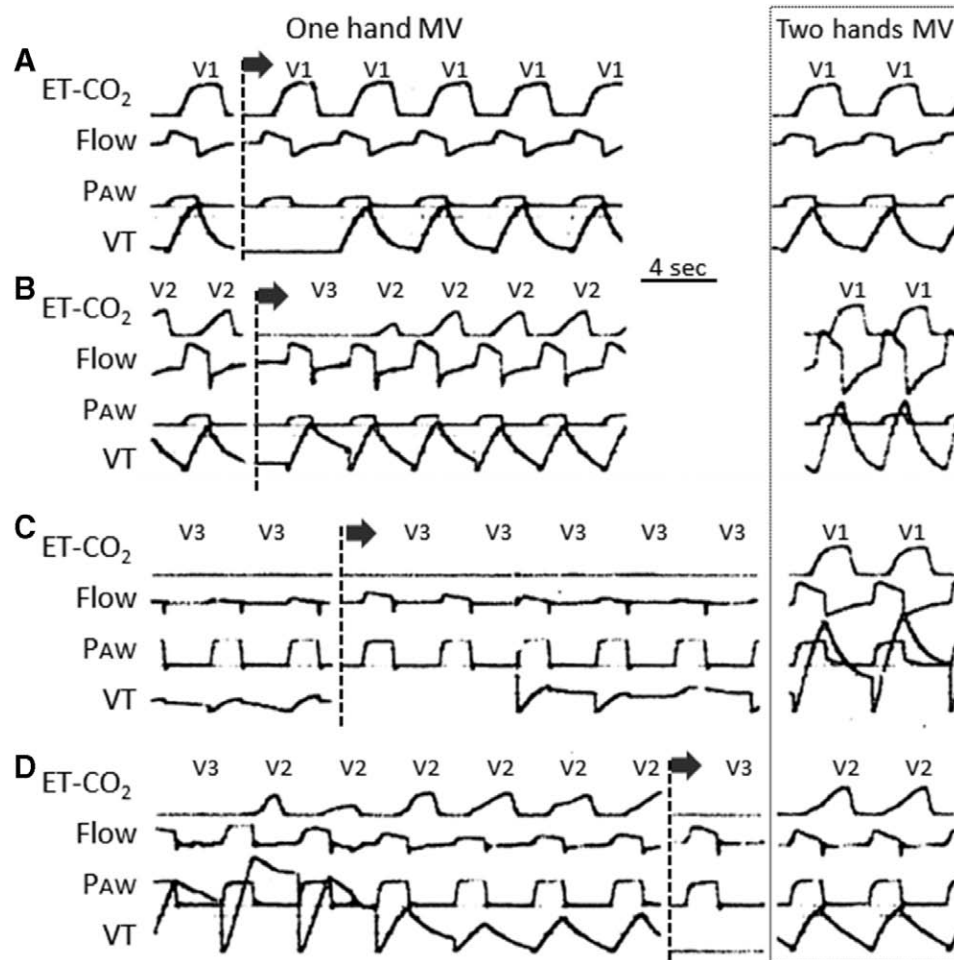 One hand MV Two hands MV
A
V1 V1 V1 V1 V1 V1 V1 V1
ET-CO₂
Flow
PAW
VT
4 sec
B
V2 V2 V3 V2 V2 V2 V2 V1 V1
ET-CO₂
Flow
PAW
VT
C
V3 V3 V3 V3 V3 V3 V3 V1 V1
ET-CO₂
Flow
PAW
VT
D
V3 V2 V2 V2 V2 V2 V2 V3 V2 V2
ET-CO₂
Flow
PAW
VT